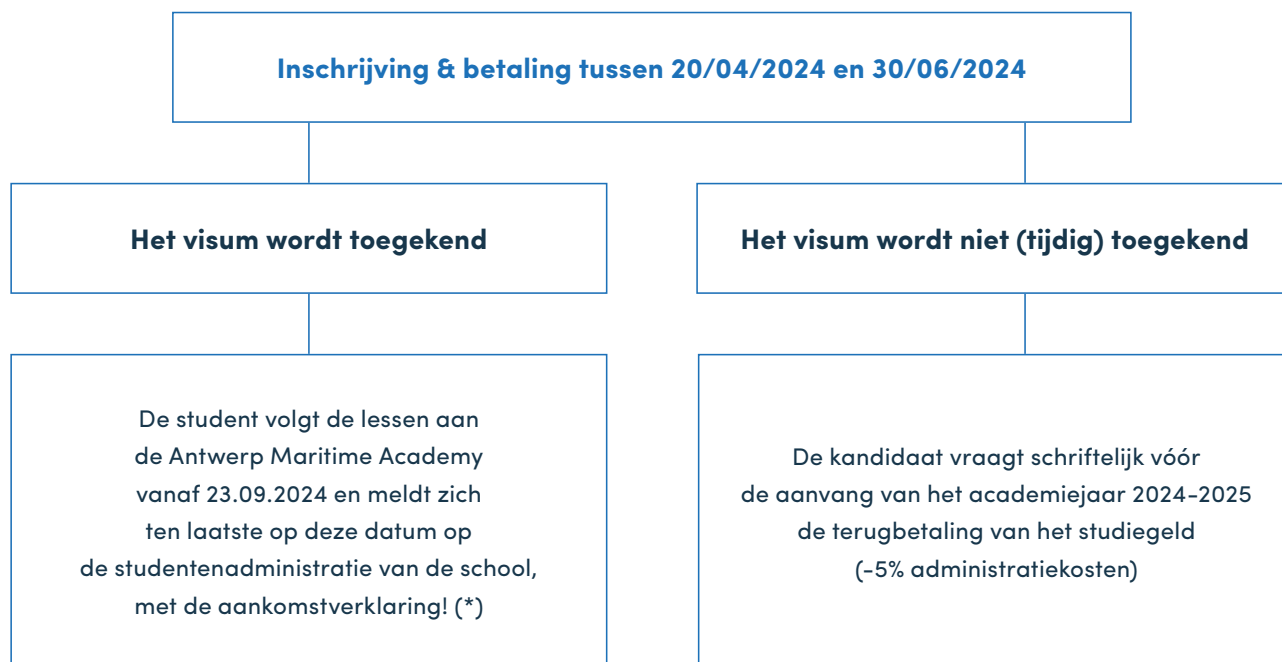 Inschrijving & betaling tussen 20/04/2024 en 30/06/2024
Het visum wordt toegekend
Het visum wordt niet (tijdig) toegekend
De student volgt de lessen aan
de Antwerp Maritime Academy
vanaf 23.09.2024 en meldt zich
ten laatste op deze datum op
de studentenadministratie van de school,
met de aankomstverklaring! (*)
De kandidaat vraagt schriftelijk vóór
de aanvang van het academiejaar 2024-2025
de terugbetaling van het studiegeld
(-5% administratiekosten)